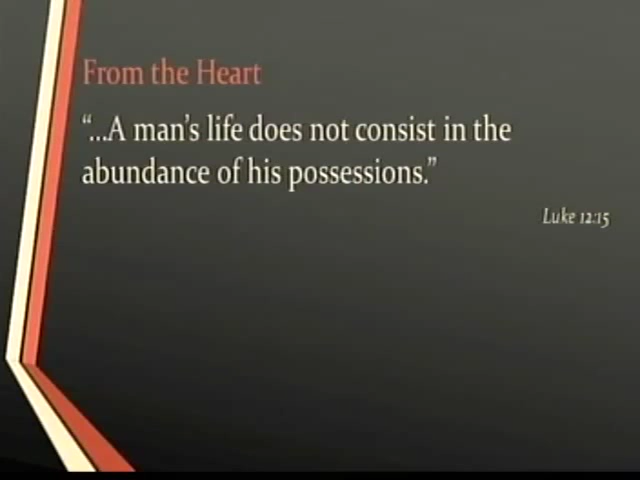 From the Heart
“...A man’s life does not consist in the
abundance of his possessions.”
Luke 12:15